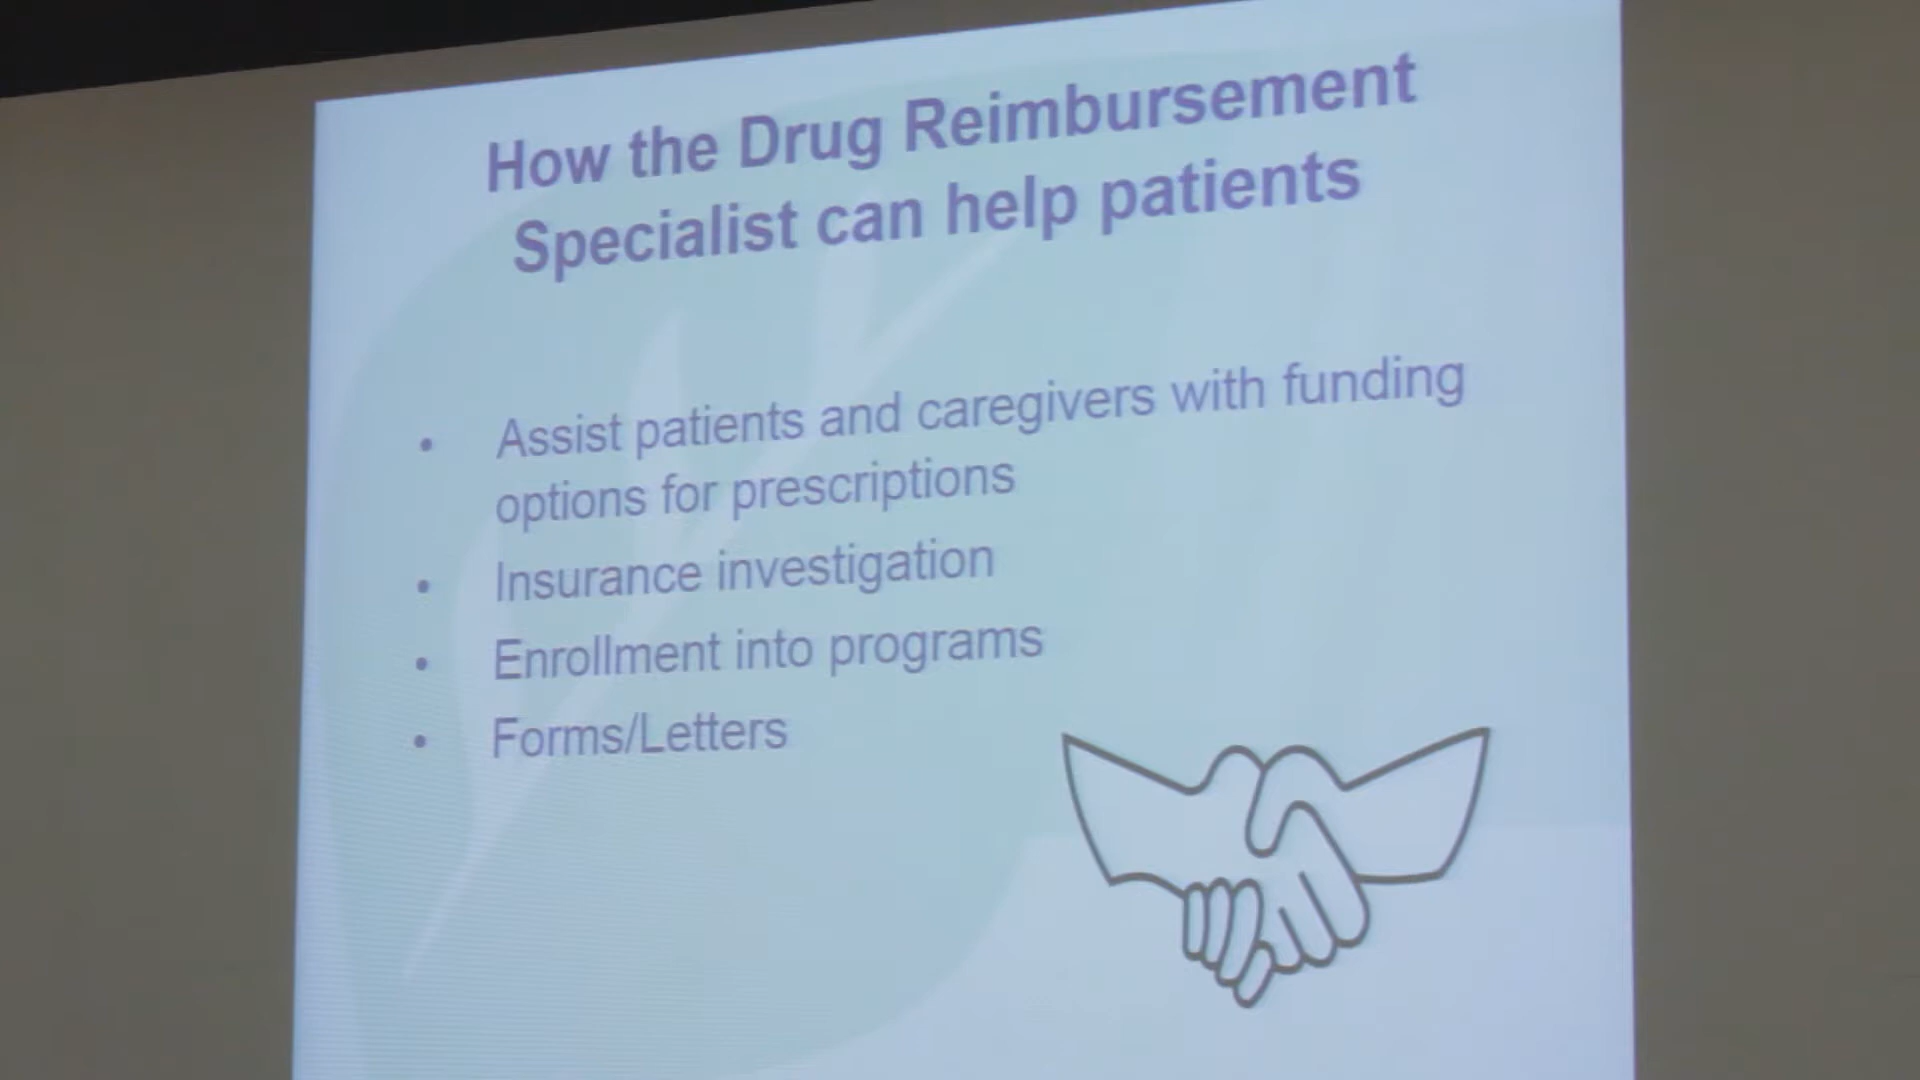 How the Drug Reimbursement
Specialist can help patients
• Assist patients and caregivers with funding
options for prescriptions
• Insurance investigation
• Enrollment into programs
• Forms/Letters